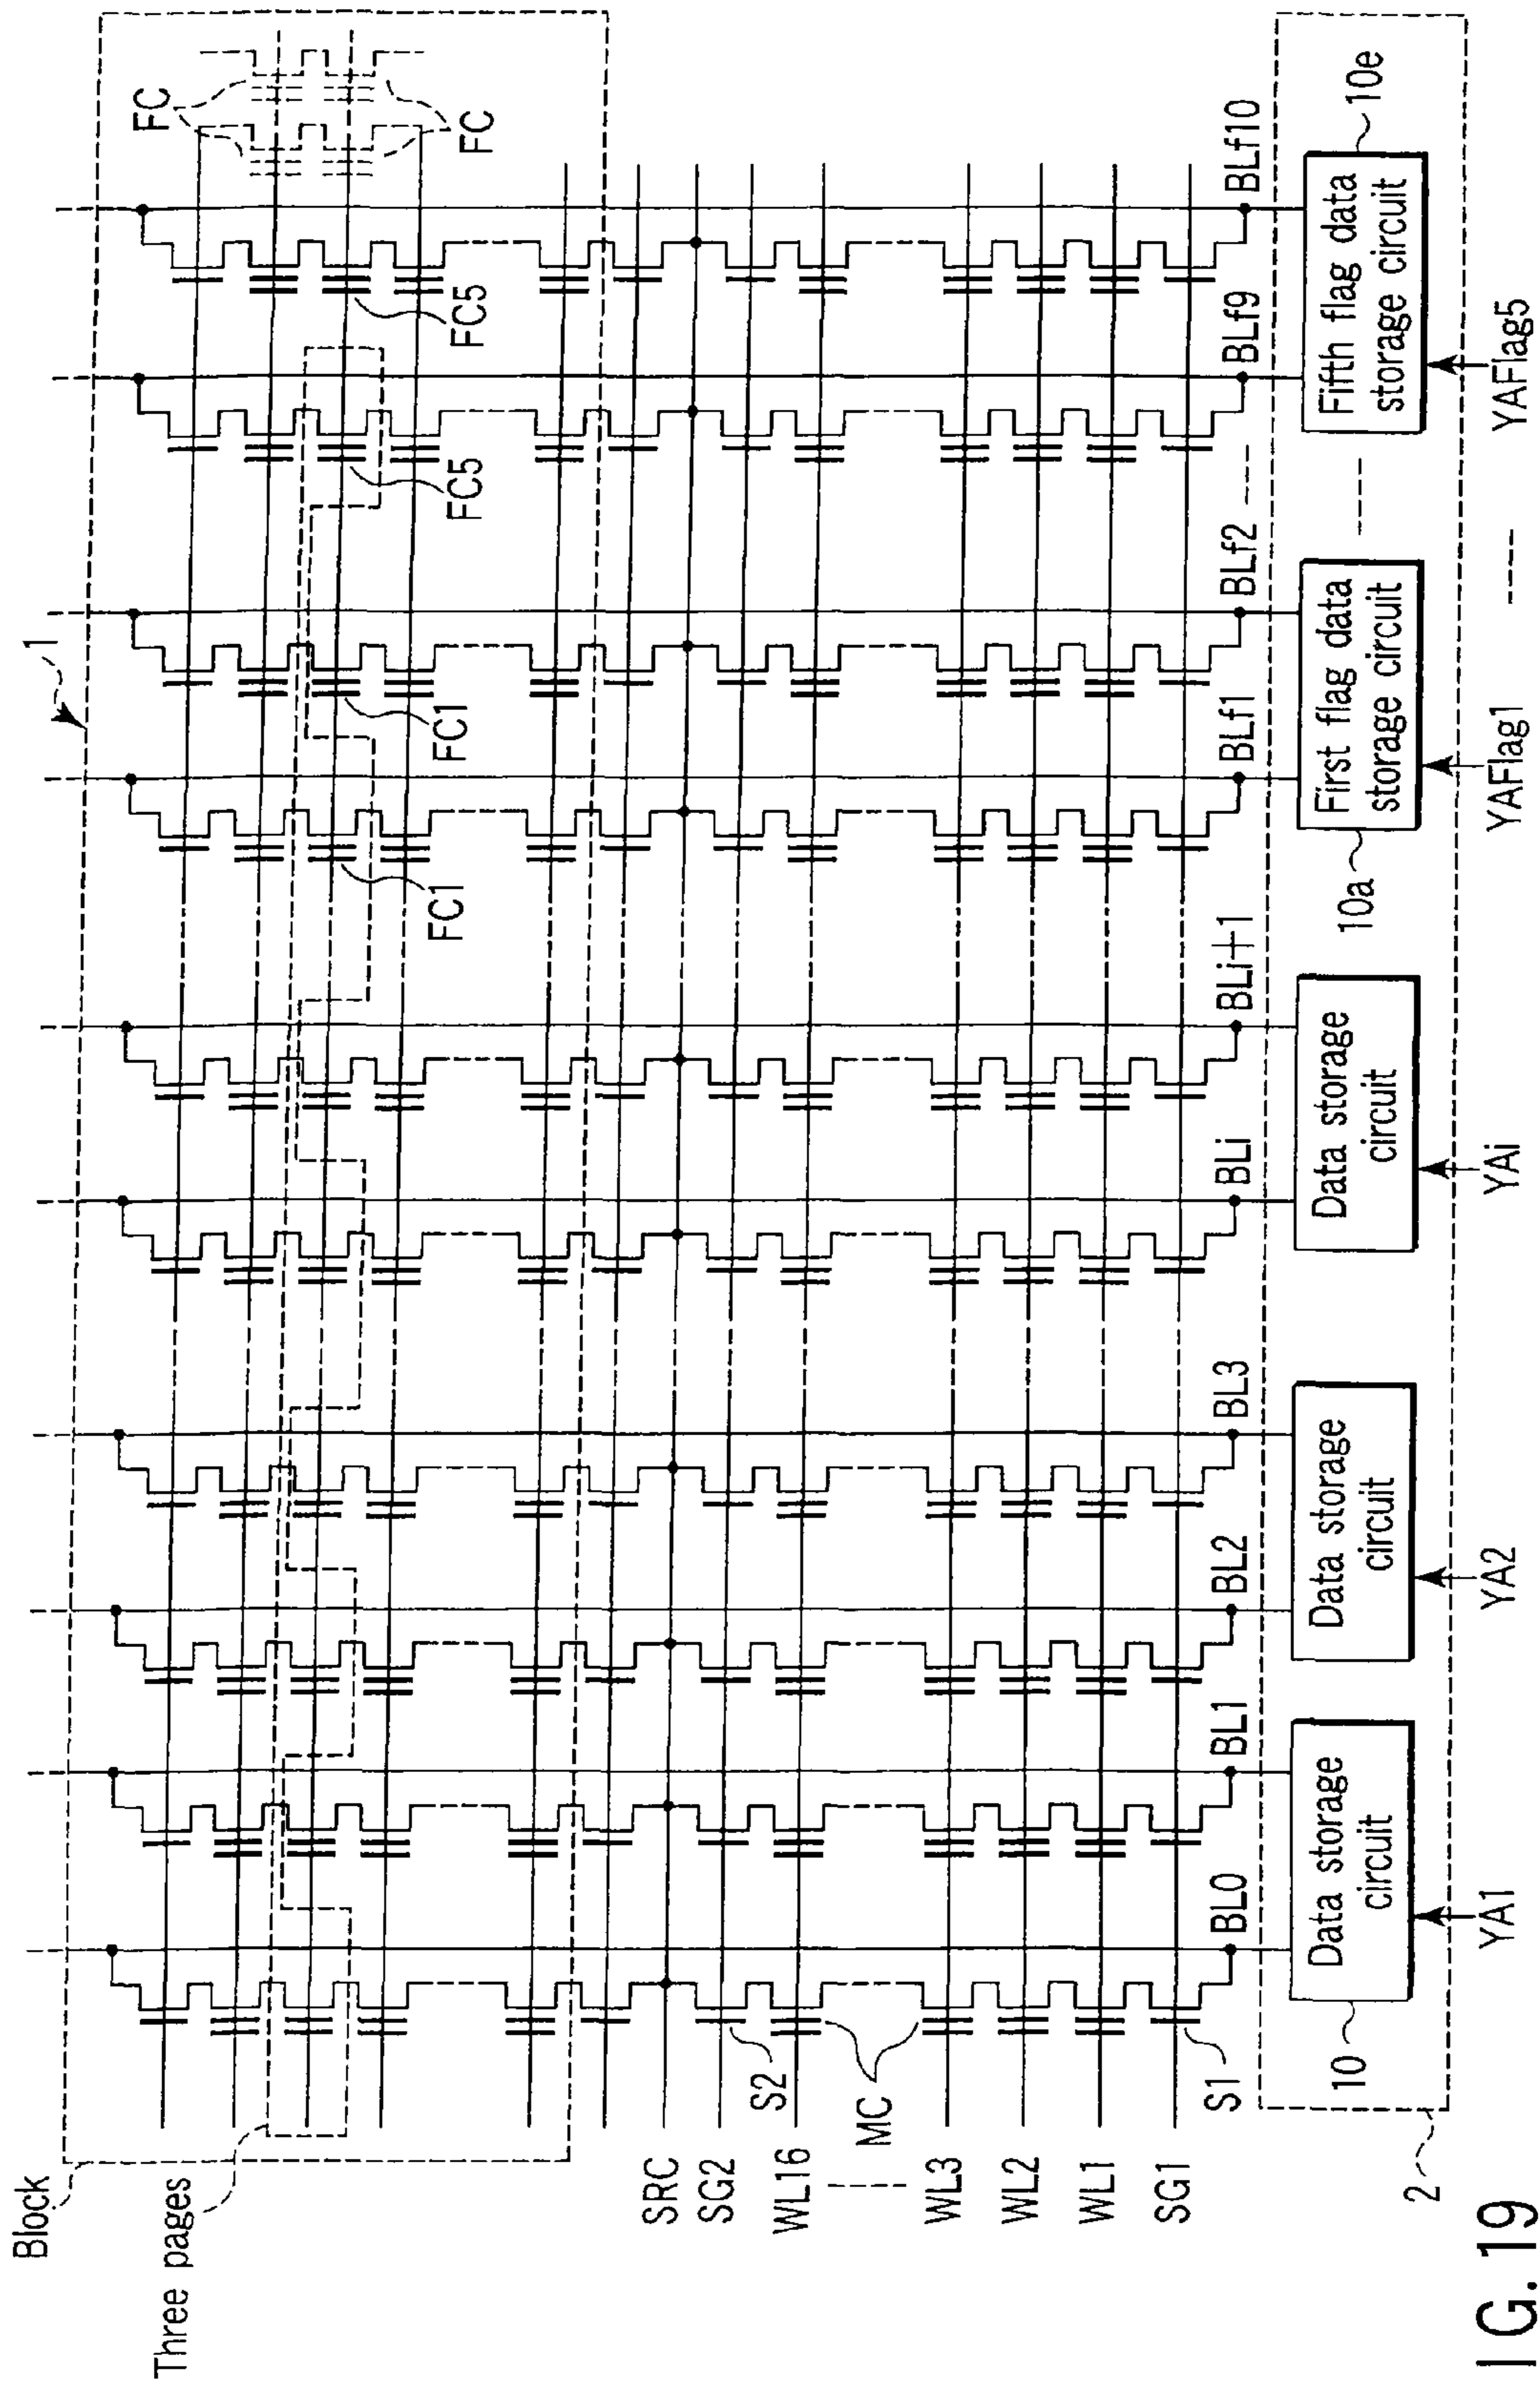 Block
Three pages
1
FC
FC
FC5
FC5
FC1
FC1
SRC
SG2
WL16
WL3
WL2
WL1
SG1
S2
MC
S1
BL0
BL1
BL2
BL3
BLi
BLi+1
BLf1
BLf2
BLf9
BLf10
2
10
Data storage
circuit
Data storage
circuit
Data storage
circuit
10a
First flag data
storage circuit
Fifth flag data
storage circuit
10e
YA1
YA2
YAi
YAFlag1
YAFlag5
IG. 19